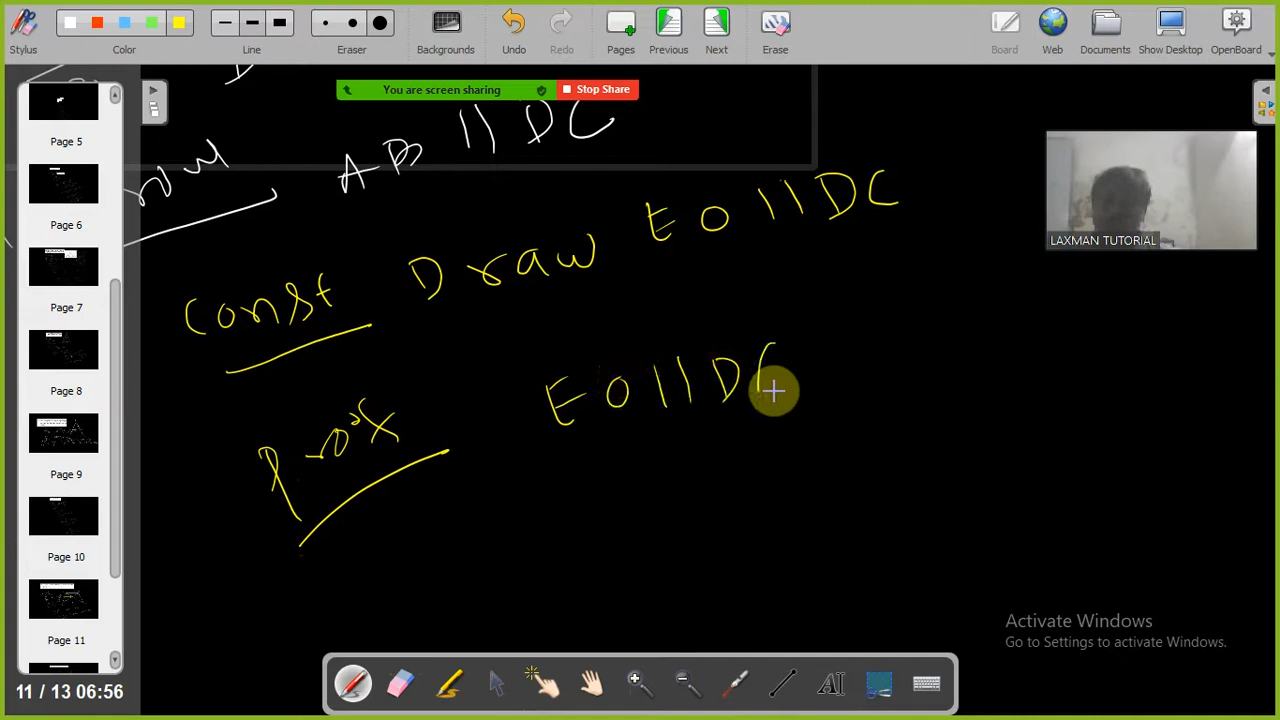 Stylus
Color
Line
Eraser
Backgrounds
Undo
Redo
Pages
Previous
Next
Erase
Board
Web
Documents
Show Desktop
OpenBoard
You are screen sharing
Stop Share
Page 5
Page 6
Page 7
Page 8
Page 9
Page 10
Page 11
AB || DC
Const Draw EO || DC
Proof EO || DC
LAXMAN TUTORIAL
Activate Windows
Go to Settings to activate Windows.
11 / 13 06:56
AI